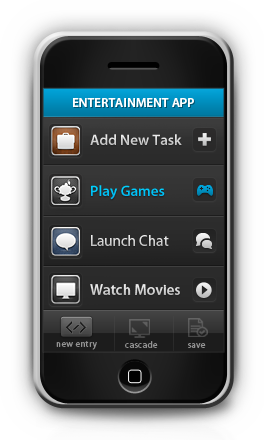 ENTERTAINMENT APP
Add New Task
Play Games
Launch Chat
Watch Movies
new entry cascade save